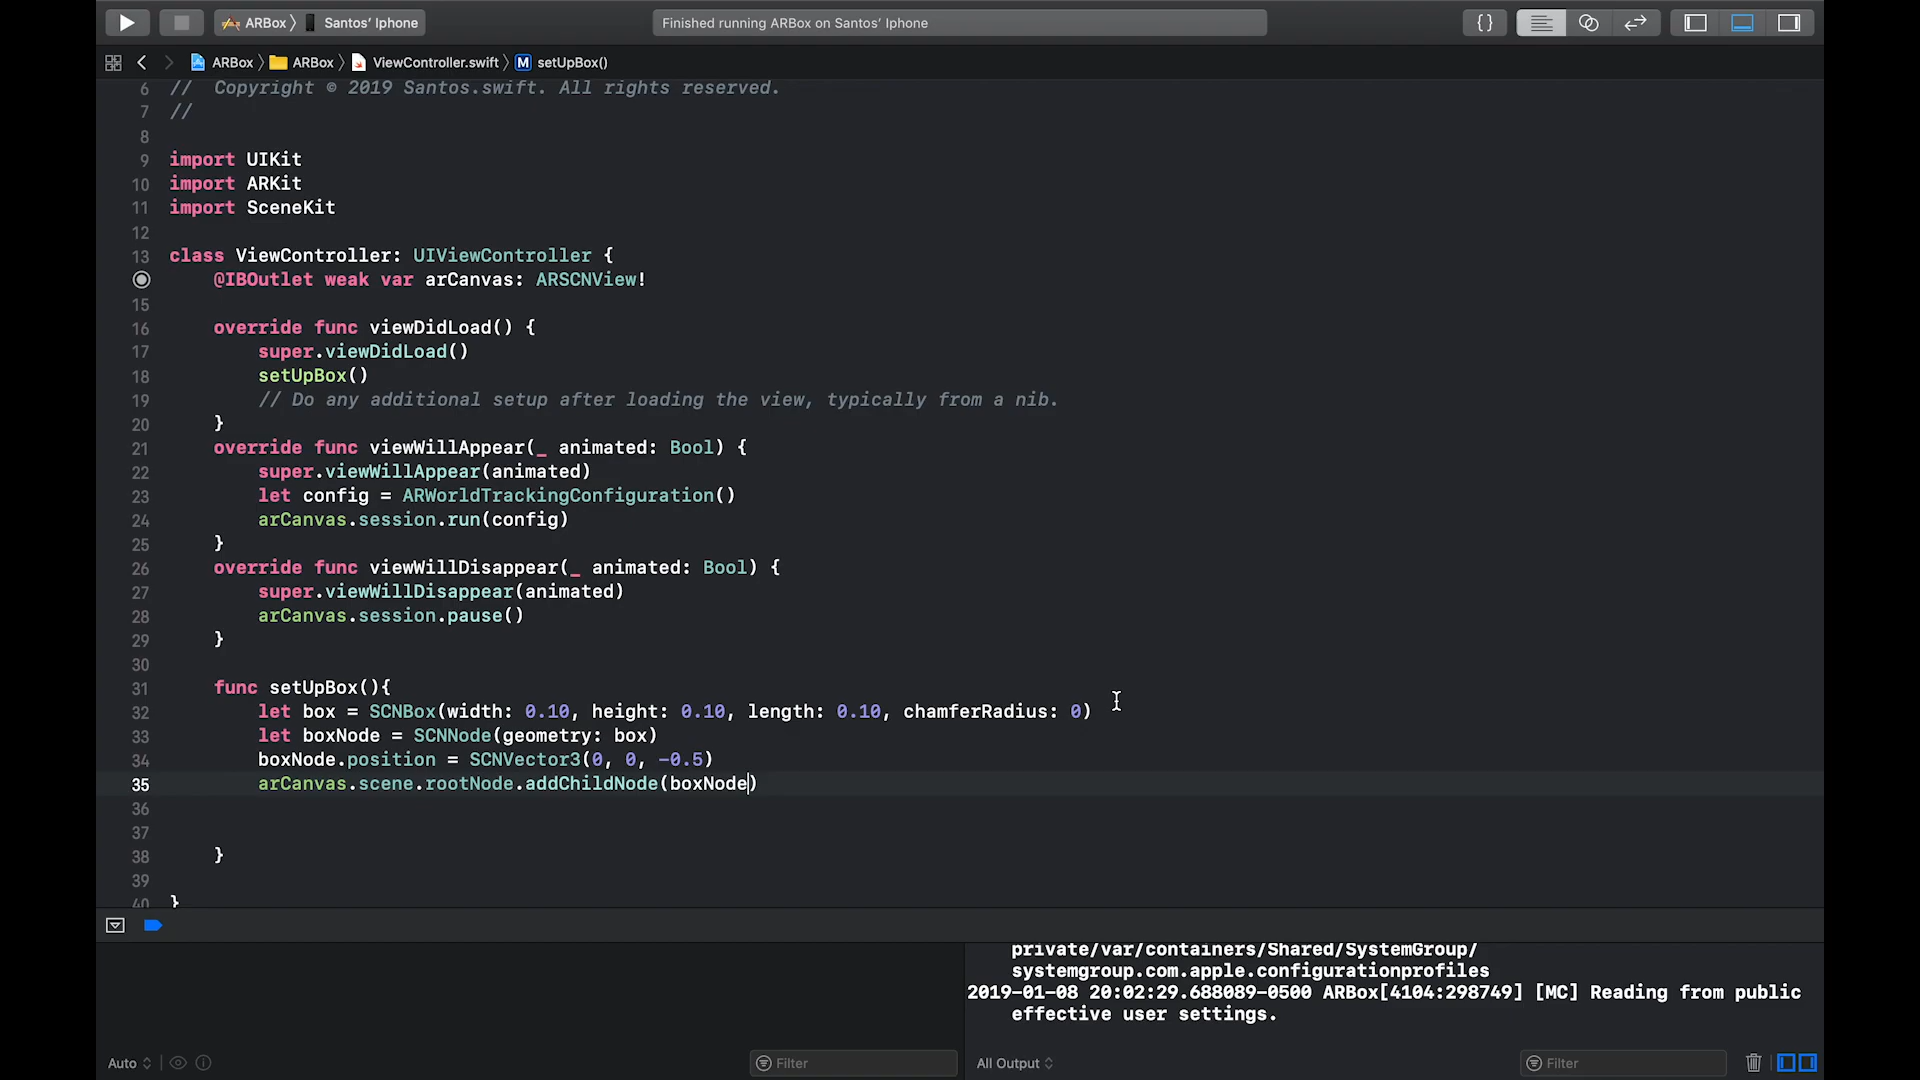 ARBox Santos’ Iphone
Finished running ARBox on Santos’ Iphone
{}
ARBox ARBox ViewController.swift M setUpBox()
6 // Copyright © 2019 Santos.swift. All rights reserved.
7 //
8
9 import UIKit
10 import ARKit
11 import SceneKit
12
13 class ViewController: UIViewController {
@IBOutlet weak var arCanvas: ARSCNView!
15
16 override func viewDidLoad() {
17 super.viewDidLoad()
18 setUpBox()
19 // Do any additional setup after loading the view, typically from a nib.
20 }
21 override func viewWillAppear(_ animated: Bool) {
22 super.viewWillAppear(animated)
23 let config = ARWorldTrackingConfiguration()
24 arCanvas.session.run(config)
25 }
26 override func viewWillDisappear(_ animated: Bool) {
27 super.viewWillDisappear(animated)
28 arCanvas.session.pause()
29 }
30
31 func setUpBox(){
32 let box = SCNBox(width: 0.10, height: 0.10, length: 0.10, chamferRadius: 0)
33 let boxNode = SCNNode(geometry: box)
34 boxNode.position = SCNVector3(0, 0, -0.5)
35 arCanvas.scene.rootNode.addChildNode(boxNode)
36
37
38 }
39
40 }
private/var/containers/Shared/SystemGroup/
systemgroup.com.apple.configurationprofiles
2019-01-08 20:02:29.688089-0500 ARBox[4104:298749] [MC] Reading from public
effective user settings.
Auto Filter All Output Filter